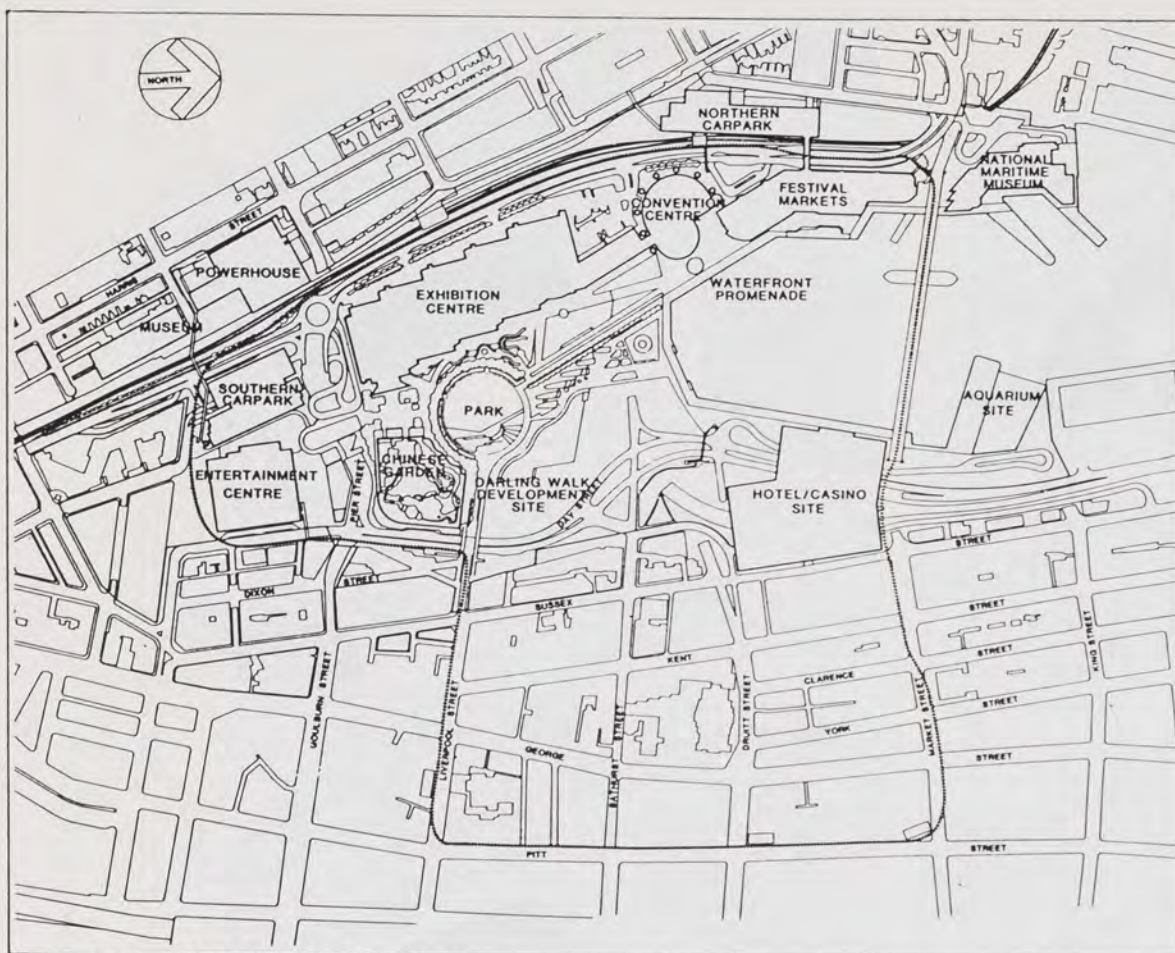 NORTH
NORTHERN
CARPARK
NATIONAL
MARITIME
MUSEUM
FESTIVAL
MARKETS
CONVENTION
CENTRE
STREET
HARRIS
POWERHOUSE
MUSEUM
EXHIBITION
CENTRE
WATERFRONT
PROMENADE
SOUTHERN
CARPARK
PARK
AQUARIUM
SITE
ENTERTAINMENT
CENTRE
PIER STREET
CHINESE
GARDEN
DARLING WALK
DEVELOPMENT
SITE
DAY STREET
HOTEL/CASINO
SITE
STREET
DIXON
STREET
SUSSEX
STREET
KENT
STREET
CLARENCE
STREET
YORK
STREET
GEORGE
STREET
KING STREET
MARKET STREET
DRUITT STREET
BATHURST STREET
LIVERPOOL STREET
GOULBURN STREET
PITT
STREET